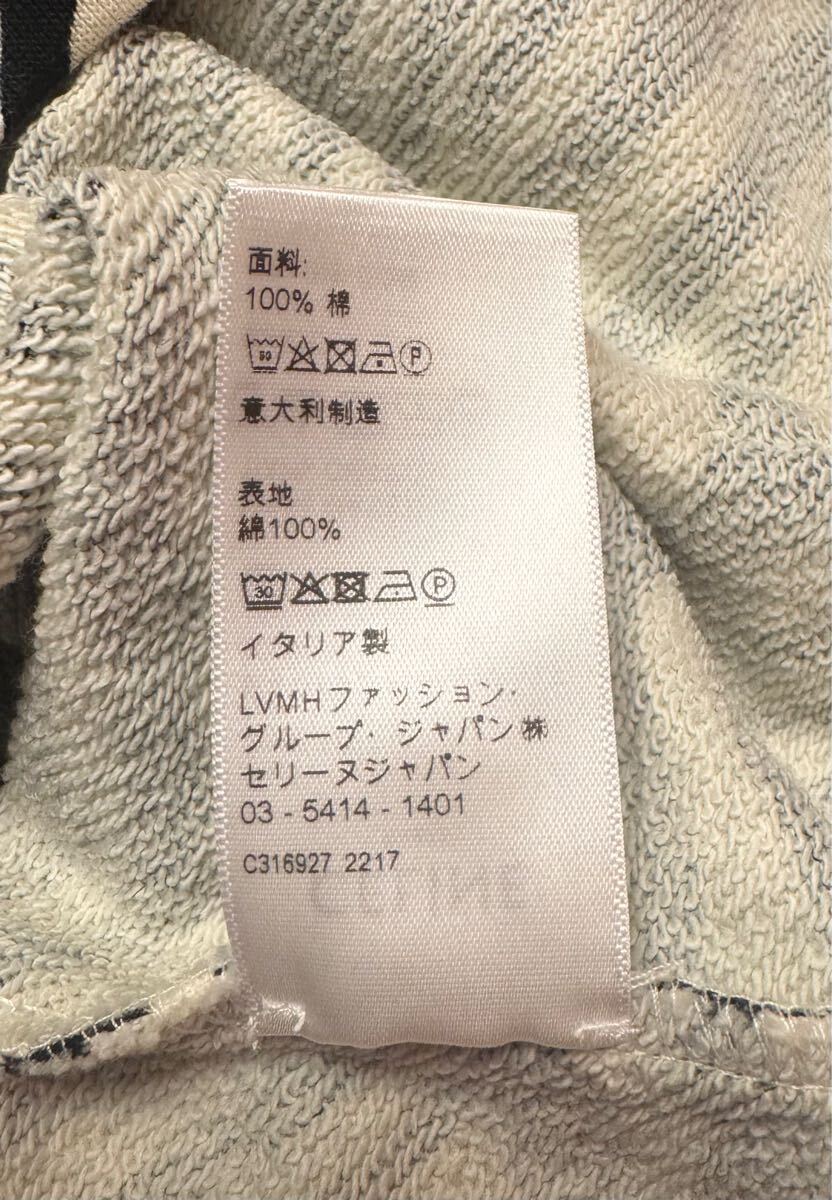 面料:
100% 棉
意大利制造
表地
綿100%
30
イタリア製
LVMHファッション·
グループ· ジャパン㈱
セリーヌジャパン
03 - 5414 - 1401
C316927 2217